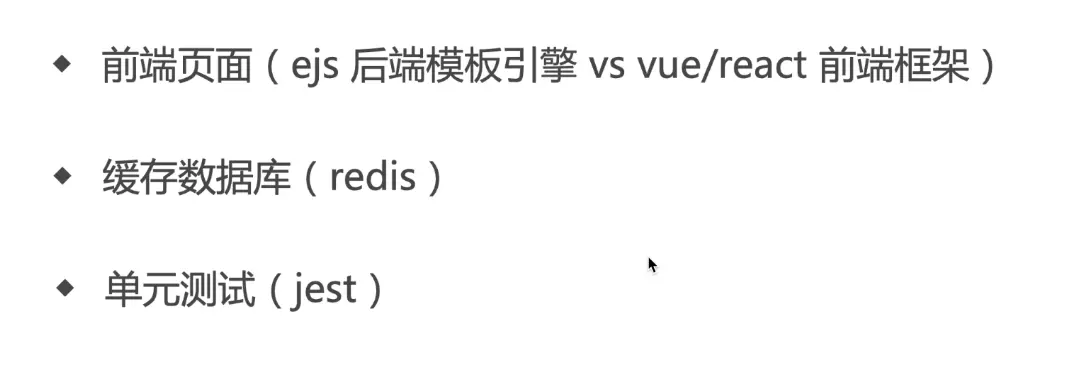 ◆ 前端页面（ejs 后端模板引擎 vs vue/react 前端框架）
◆ 缓存数据库（redis）
◆ 单元测试（jest）